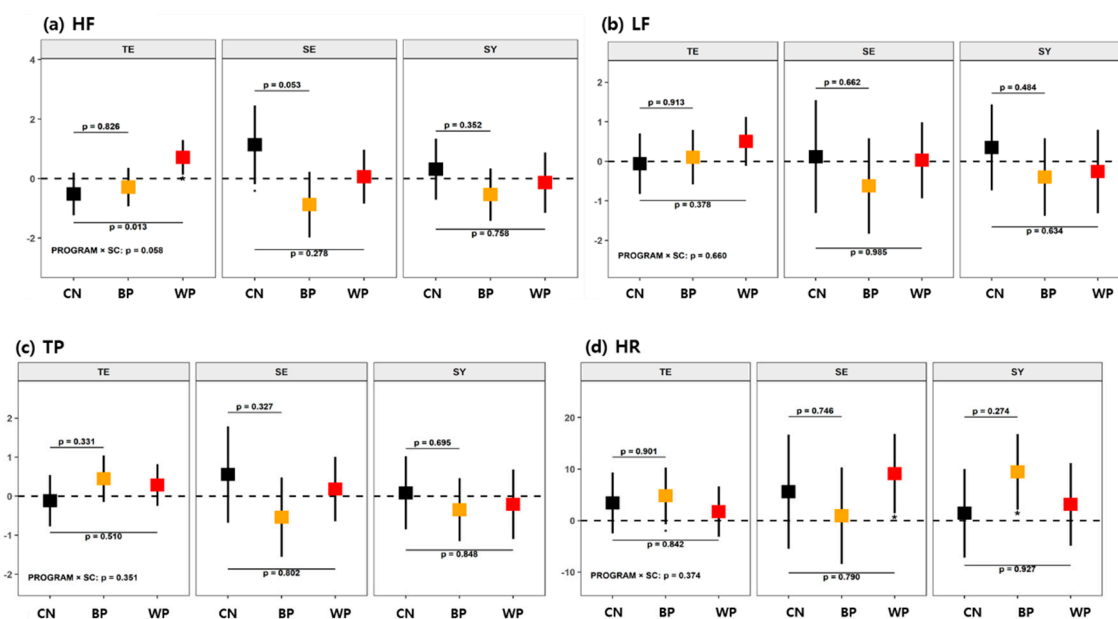 (a) HF
TE SE SY
4
2
0
-2
p = 0.826
p = 0.013
PROGRAM × SC: p = 0.058
*
p = 0.053
p = 0.278
p = 0.352
p = 0.758
CN BP WP CN BP WP CN BP WP
(b) LF
TE SE SY
2
1
0
-1
-2
p = 0.913
p = 0.378
PROGRAM × SC: p = 0.660
p = 0.662
p = 0.985
p = 0.484
p = 0.634
CN BP WP CN BP WP CN BP WP
(c) TP
TE SE SY
2
1
0
-1
-2
p = 0.331
p = 0.510
PROGRAM × SC: p = 0.351
p = 0.327
p = 0.802
p = 0.695
p = 0.848
CN BP WP CN BP WP CN BP WP
(d) HR
TE SE SY
20
10
0
-10
p = 0.901
p = 0.842
PROGRAM × SC: p = 0.374
p = 0.746
*
p = 0.790
p = 0.274
*
p = 0.927
CN BP WP CN BP WP CN BP WP